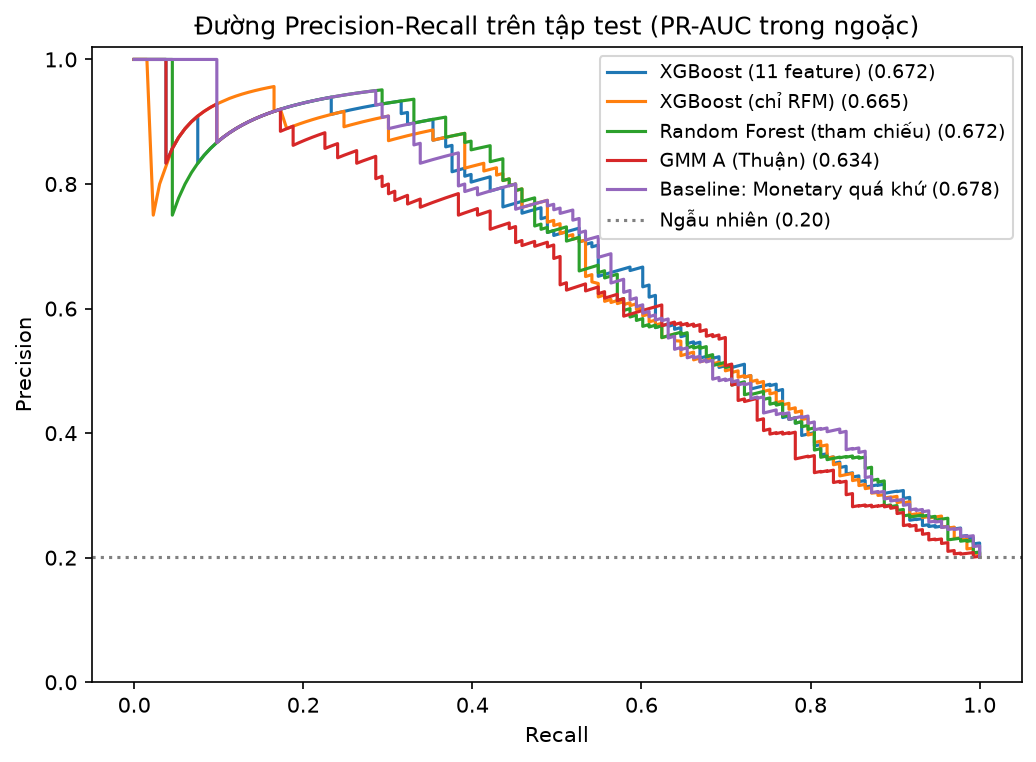 Đường Precision-Recall trên tập test (PR-AUC trong ngoặc)
XGBoost (11 feature) (0.672)
XGBoost (chỉ RFM) (0.665)
Random Forest (tham chiếu) (0.672)
GMM A (Thuận) (0.634)
Baseline: Monetary quá khứ (0.678)
Ngẫu nhiên (0.20)
Precision
1.0
0.8
0.6
0.4
0.2
0.0
0.0 0.2 0.4 0.6 0.8 1.0
Recall